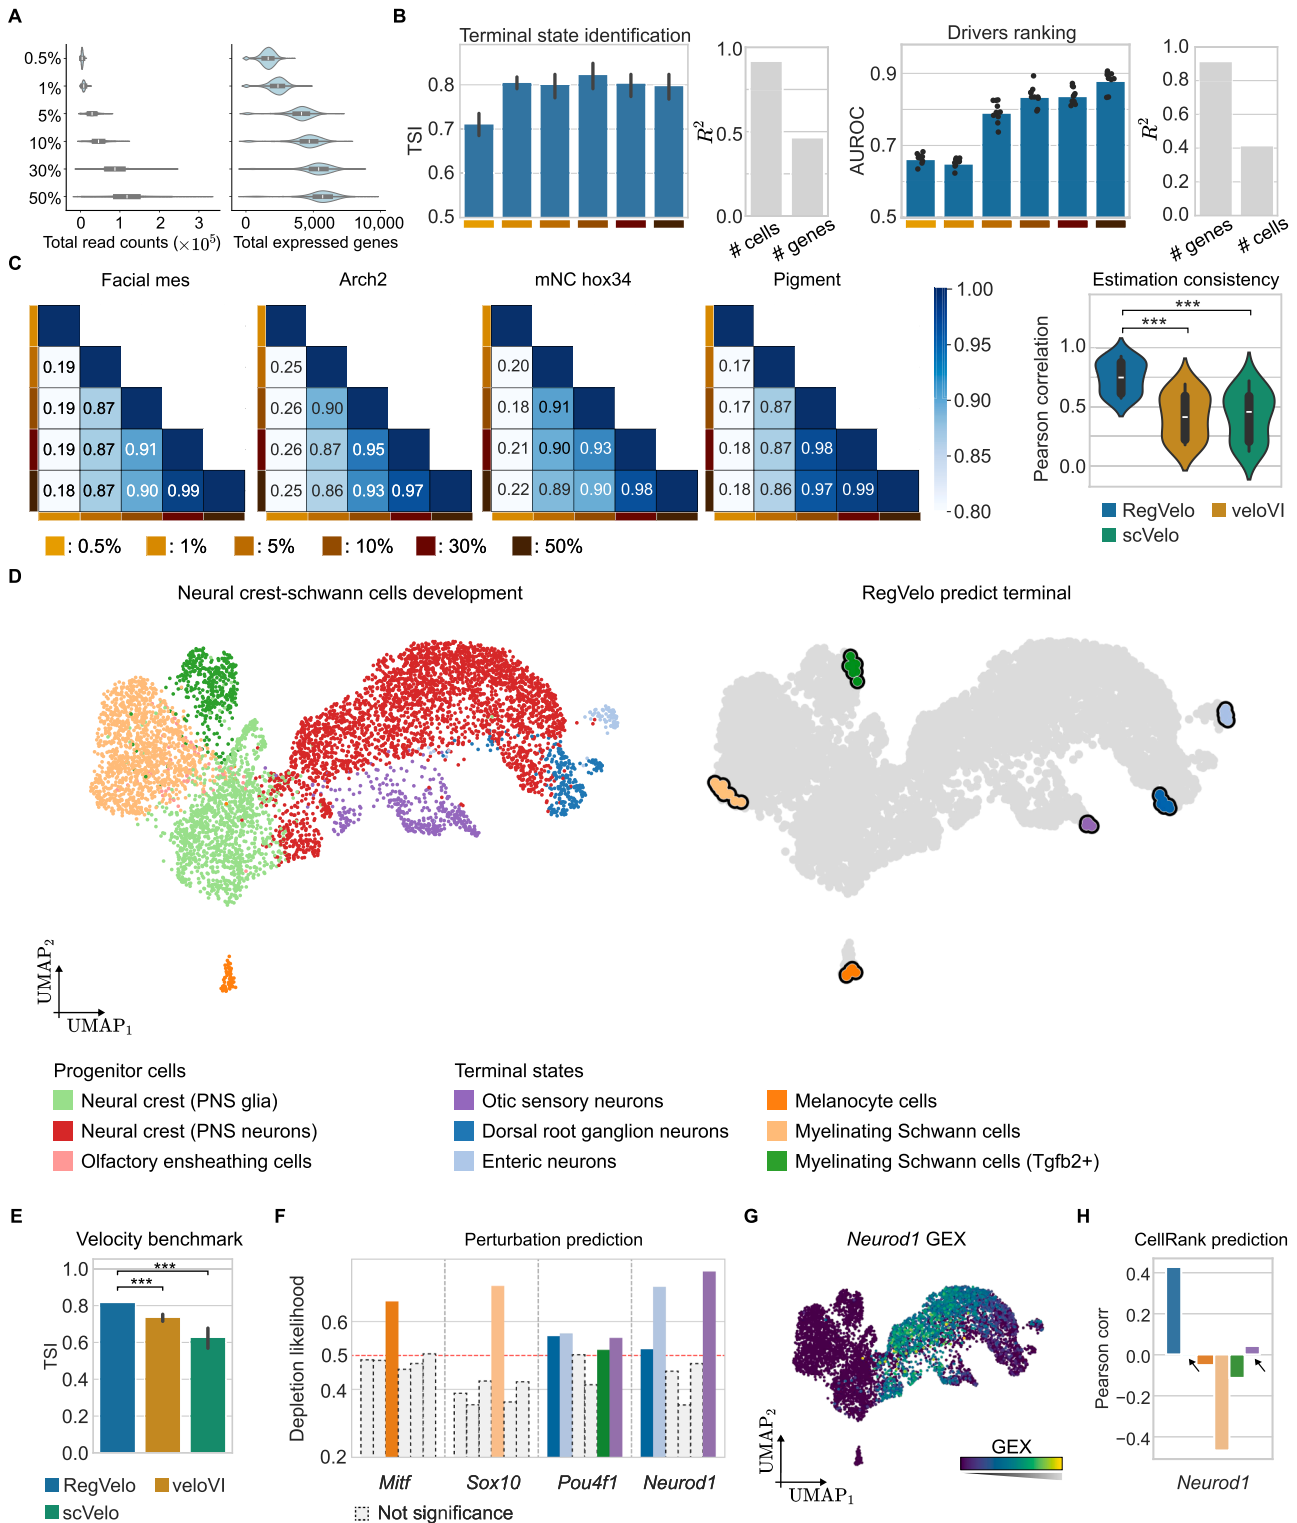 A
0.5%
1%
5%
10%
30%
50%
0 1 2 3
Total read counts (×10⁵)
0 5,000 10,000
Total expressed genes
B
Terminal state identification
TSI
0.8
0.7
0.6
0.5
R²
1.0
0.5
0.0
# cells
# genes
Drivers ranking
AUROC
0.9
0.7
0.5
R²
1.0
0.8
0.6
0.4
0.2
0.0
# genes
# cells
C
Facial mes
0.19
0.19 0.87
0.19 0.87 0.91
0.18 0.87 0.90 0.99
Arch2
0.25
0.26 0.90
0.26 0.87 0.95
0.25 0.86 0.93 0.97
mNC hox34
0.20
0.18 0.91
0.21 0.90 0.93
0.22 0.89 0.90 0.98
Pigment
0.17
0.17 0.87
0.18 0.87 0.98
0.18 0.86 0.97 0.99
1.00
0.95
0.90
0.85
0.80
: 0.5% : 1% : 5% : 10% : 30% : 50%
Estimation consistency
Pearson correlation
1.0
0.5
0.0
***
***
RegVelo veloVI
scVelo
D
Neural crest-schwann cells development
RegVelo predict terminal
UMAP₂
UMAP₁
Progenitor cells
Neural crest (PNS glia)
Neural crest (PNS neurons)
Olfactory ensheathing cells
Terminal states
Otic sensory neurons
Dorsal root ganglion neurons
Enteric neurons
Melanocyte cells
Myelinating Schwann cells
Myelinating Schwann cells (Tgfb2+)
E
Velocity benchmark
TSI
1.0
0.8
0.6
0.4
0.2
0.0
***
***
RegVelo veloVI
scVelo
F
Perturbation prediction
Depletion likelihood
0.6
0.5
0.4
0.2
Mitf Sox10 Pou4f1 Neurod1
Not significance
G
Neurod1 GEX
UMAP₂
UMAP₁
GEX
H
CellRank prediction
Pearson corr
0.4
0.2
0.0
−0.2
−0.4
Neurod1